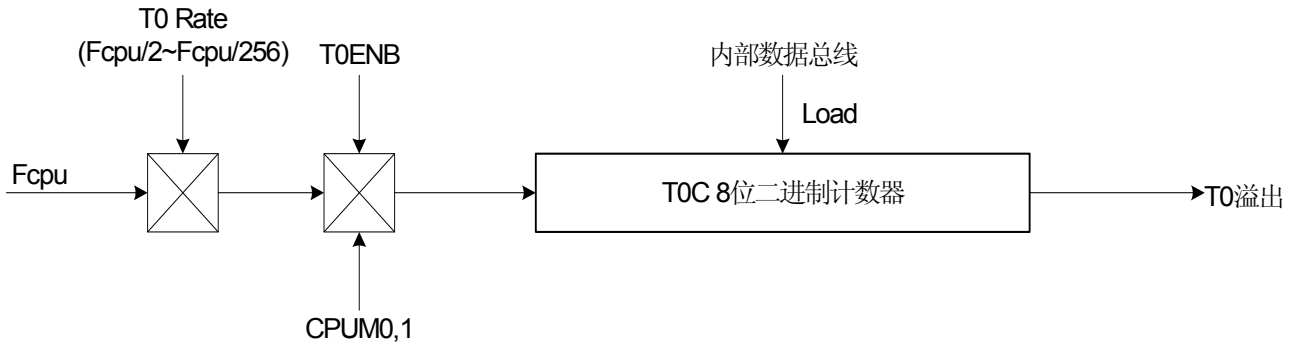 T0 Rate
(Fcpu/2~Fcpu/256)
T0ENB
内部数据总线
Load
Fcpu
T0C 8位二进制计数器
T0溢出
CPUM0,1